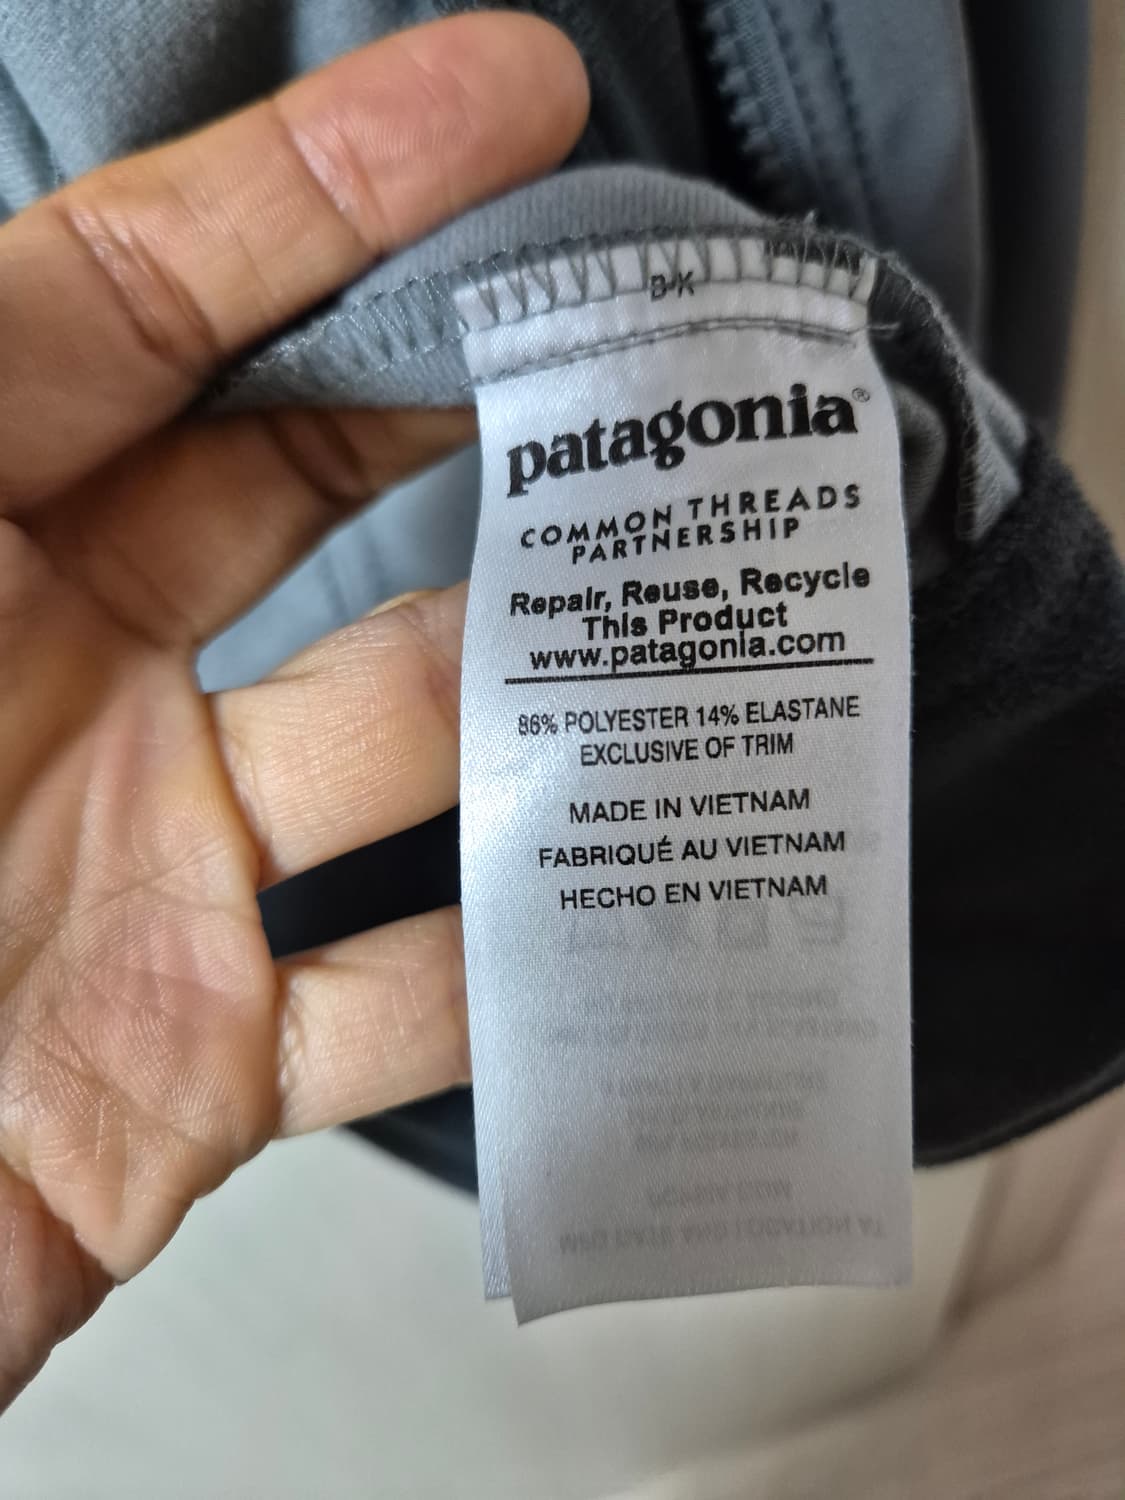 B-K
patagonia®
COMMON THREADS
PARTNERSHIP
Repair, Reuse, Recycle
This Product
www.patagonia.com
86% POLYESTER 14% ELASTANE
EXCLUSIVE OF TRIM
MADE IN VIETNAM
FABRIQUÉ AU VIETNAM
HECHO EN VIETNAM